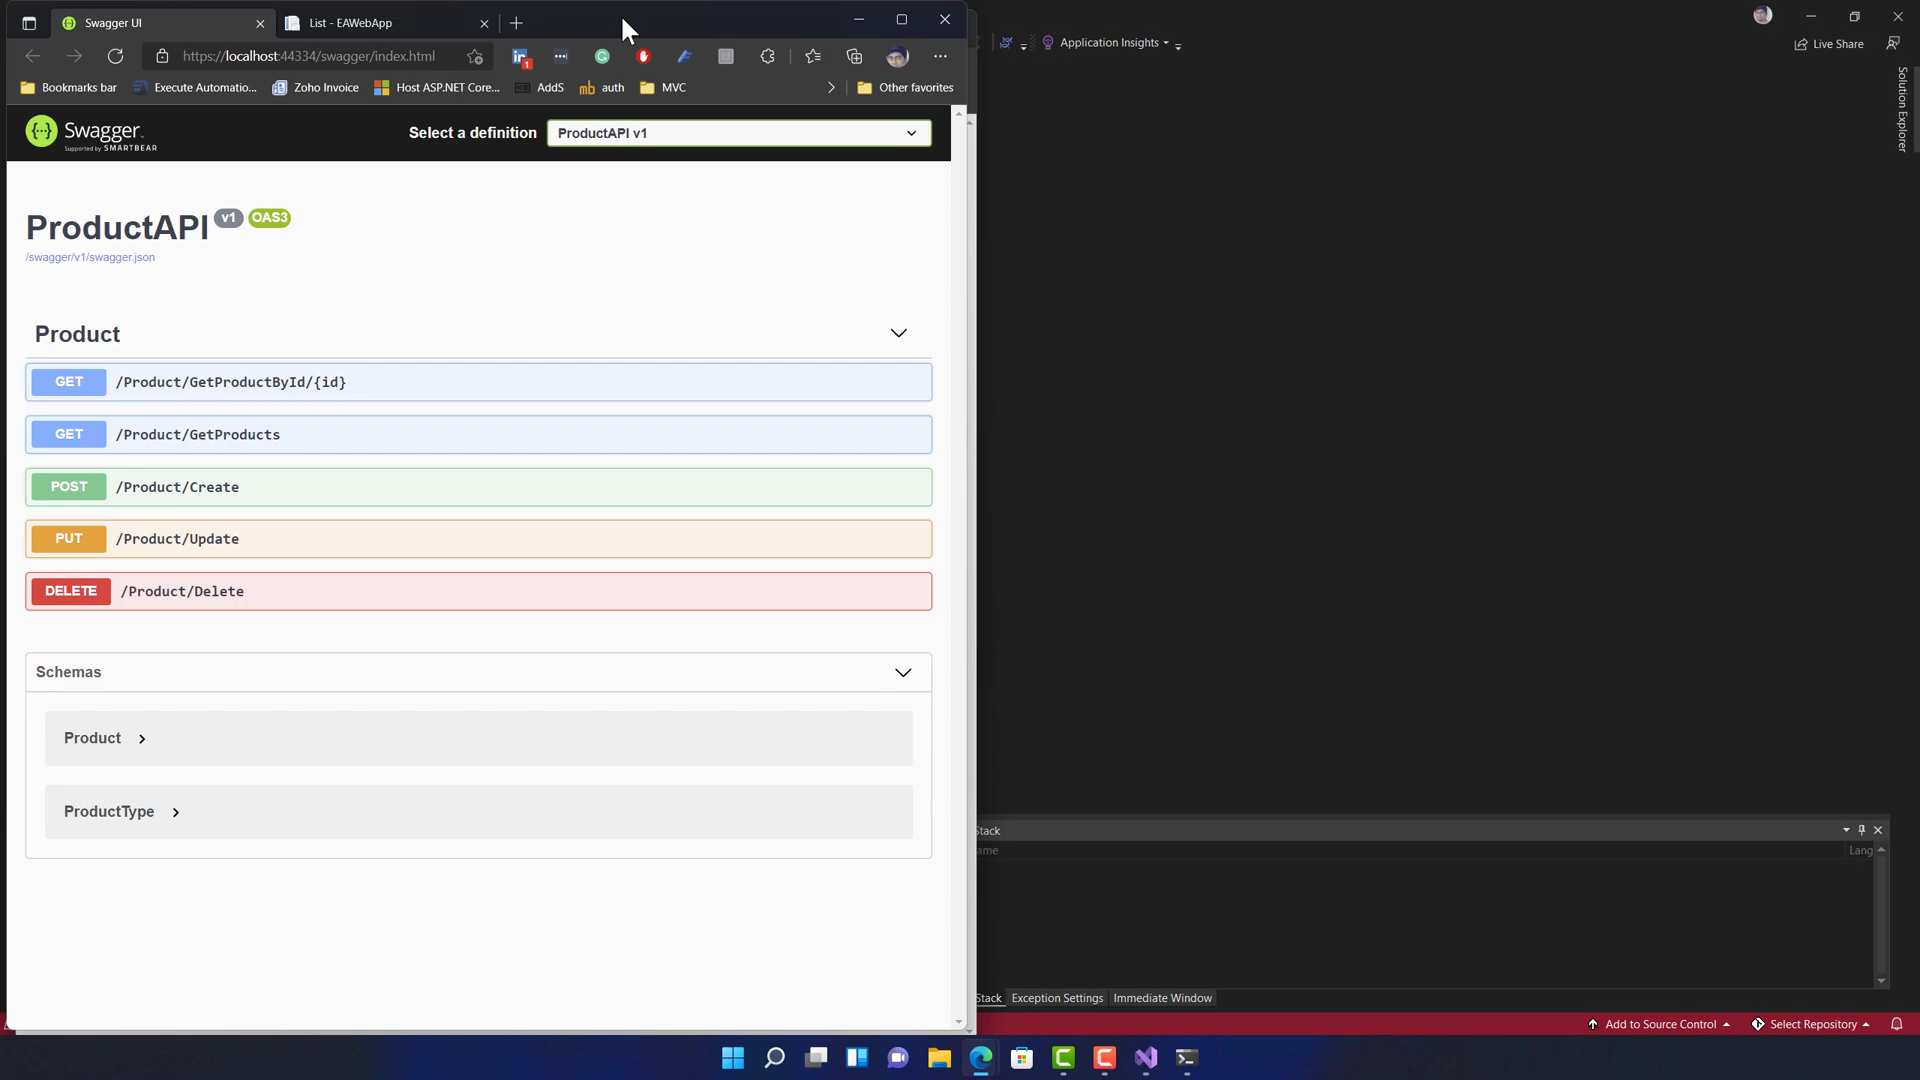 Swagger UI
List - EAWebApp
https://localhost:44334/swagger/index.html
1
Application Insights
Live Share
Bookmarks bar
Execute Automatio...
Zoho Invoice
Host ASP.NET Core...
AddS
mb auth
MVC
Other favorites
Solution Explorer
Swagger
Supported by SMARTBEAR
Select a definition
ProductAPI v1
ProductAPI v1 OAS3
/swagger/v1/swagger.json
Product
GET /Product/GetProductById/{id}
GET /Product/GetProducts
POST /Product/Create
PUT /Product/Update
DELETE /Product/Delete
Schemas
Product
ProductType
Stack
ame
Lang
Stack
Exception Settings
Immediate Window
Add to Source Control
Select Repository